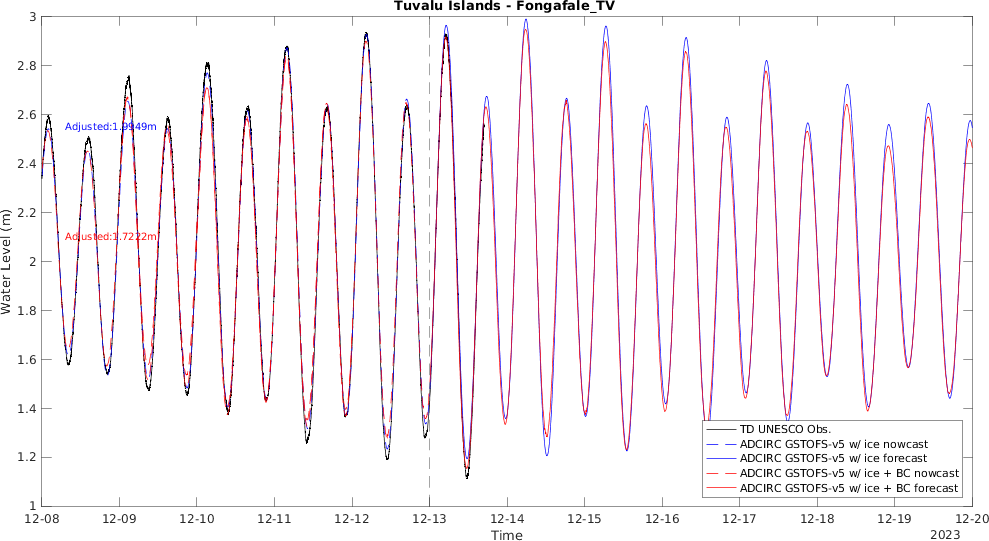 Tuvalu Islands - Fongafale_TV
3
2.8
2.6
2.4
2.2
2
1.8
1.6
1.4
1.2
1
Water Level (m)
Adjusted:1.9949m
Adjusted:1.7222m
TD UNESCO Obs.
ADCIRC GSTOFS-v5 w/ ice nowcast
ADCIRC GSTOFS-v5 w/ ice forecast
ADCIRC GSTOFS-v5 w/ ice + BC nowcast
ADCIRC GSTOFS-v5 w/ ice + BC forecast
12-08 12-09 12-10 12-11 12-12 12-13 12-14 12-15 12-16 12-17 12-18 12-19 12-20
Time
2023